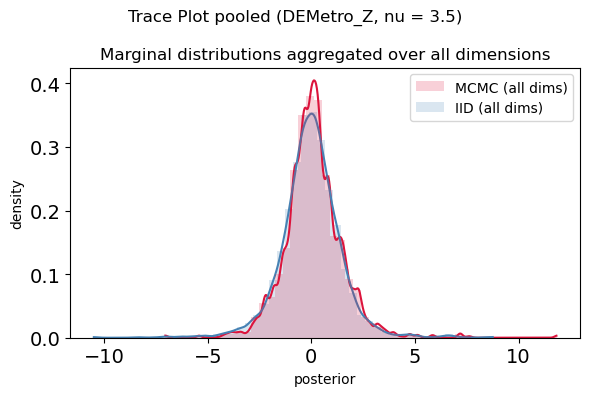 Trace Plot pooled (DEMetro_Z, nu = 3.5)
Marginal distributions aggregated over all dimensions
MCMC (all dims)
IID (all dims)
density
0.4
0.3
0.2
0.1
0.0
−10
−5
0
5
10
posterior